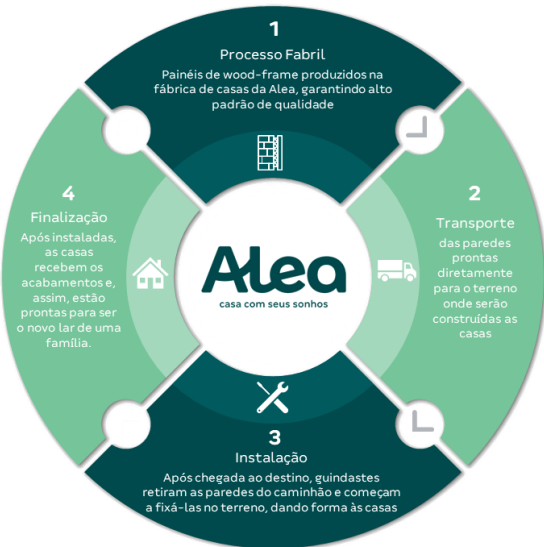 1
Processo Fabril
Painéis de wood-frame produzidos na
fábrica de casas da Alea, garantindo alto
padrão de qualidade
2
Transporte
das paredes
prontas
diretamente
para o terreno
onde serão
construídas as
casas
3
Instalação
Após chegada ao destino, guindastes
retiram as paredes do caminhão e começam
a fixá-las no terreno, dando forma às casas
4
Finalização
Após instaladas,
as casas
recebem os
acabamentos e,
assim, estão
prontas para ser
o novo lar de uma
família.
Alea
casa com seus sonhos